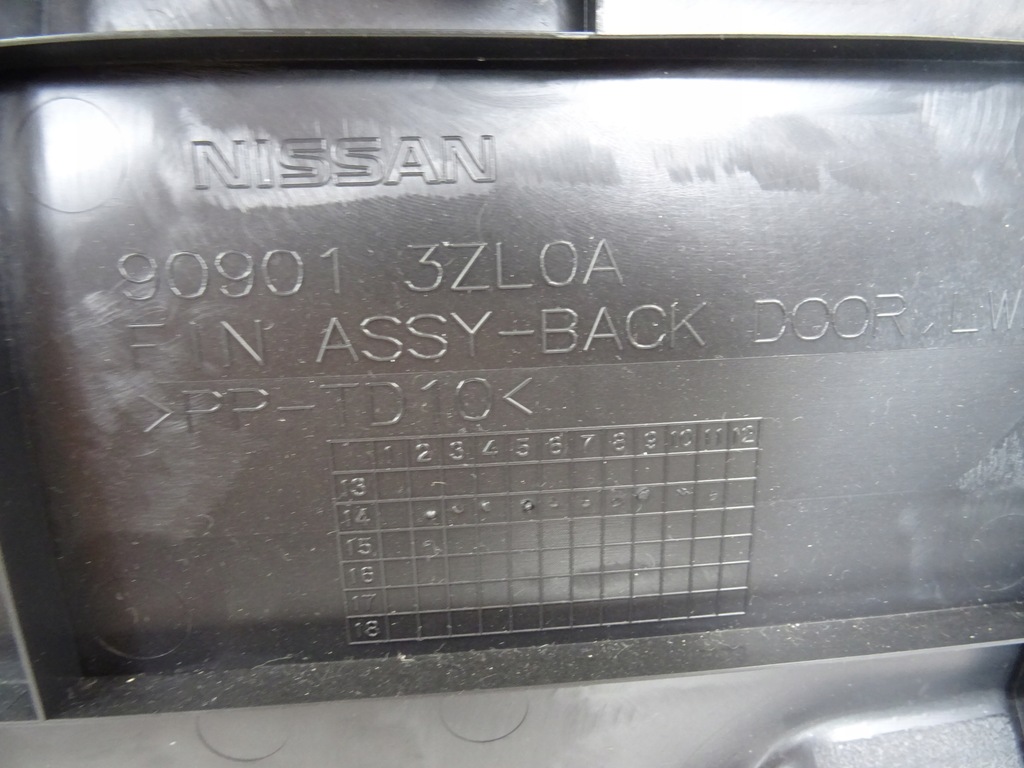 NISSAN
90901 3ZL0A
FIN ASSY-BACK DOOR, LW
>PP-TD10<
1 2 3 4 5 6 7 8 9 10 11 12
13
14
15
16
17
18